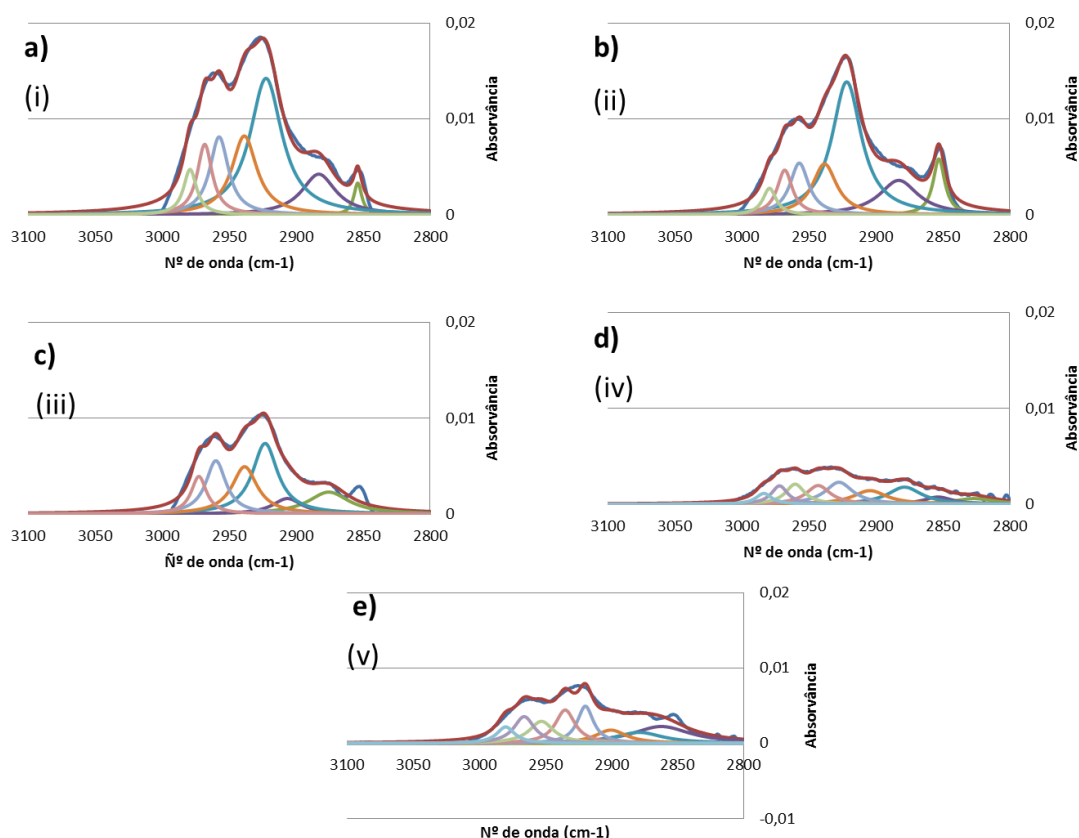 a)
(i)
0,02
0,01
0
Absorvância
3100 3050 3000 2950 2900 2850 2800
Nº de onda (cm-1)
b)
(ii)
0,02
0,01
0
Absorvância
3100 3050 3000 2950 2900 2850 2800
Nº de onda (cm-1)
c)
(iii)
0,02
0,01
0
Absorvância
3100 3050 3000 2950 2900 2850 2800
Ñº de onda (cm-1)
d)
(iv)
0,02
0,01
0
Absorvância
3100 3050 3000 2950 2900 2850 2800
Nº de onda (cm-1)
e)
(v)
0,02
0,01
0
-0,01
Absorvância
3100 3050 3000 2950 2900 2850 2800
Nº de onda (cm-1)